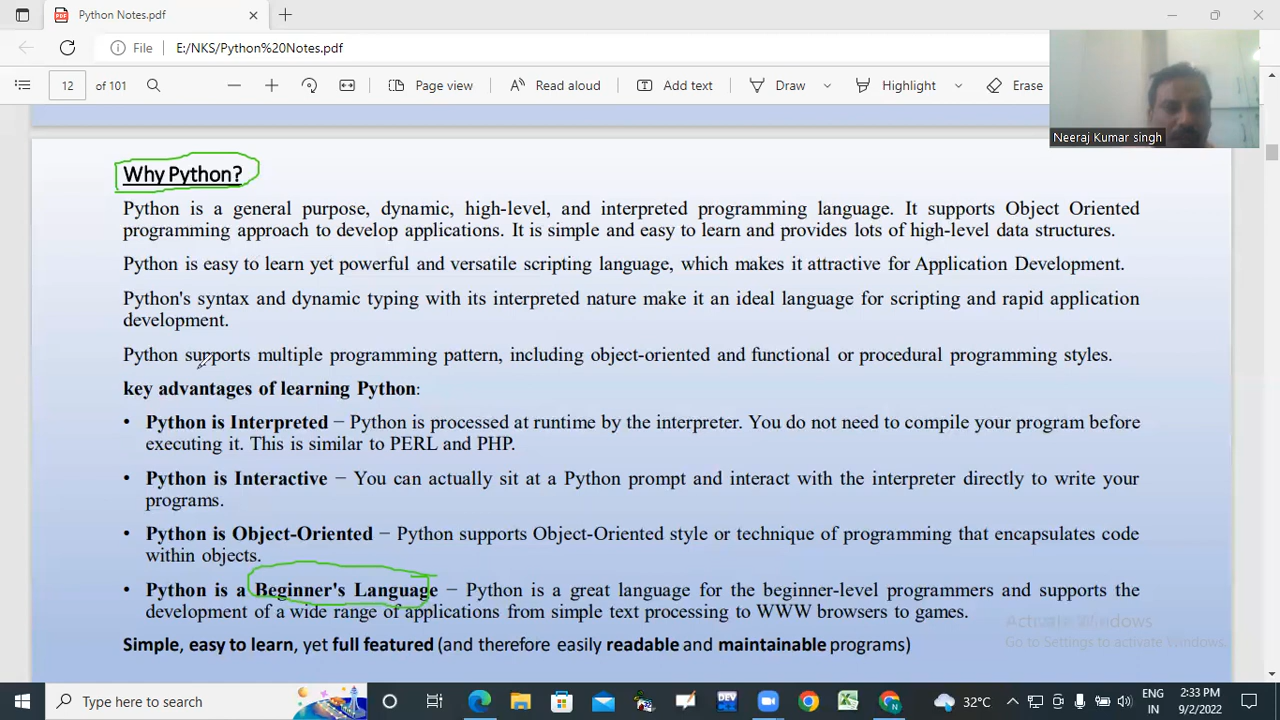 Python Notes.pdf
File E:/NKS/Python%20Notes.pdf
12 of 101 Page view Read aloud Add text Draw Highlight Erase
Neeraj Kumar singh
Why Python?
Python is a general purpose, dynamic, high-level, and interpreted programming language. It supports Object Oriented
programming approach to develop applications. It is simple and easy to learn and provides lots of high-level data structures.
Python is easy to learn yet powerful and versatile scripting language, which makes it attractive for Application Development.
Python's syntax and dynamic typing with its interpreted nature make it an ideal language for scripting and rapid application
development.
Python supports multiple programming pattern, including object-oriented and functional or procedural programming styles.
key advantages of learning Python:
• Python is Interpreted − Python is processed at runtime by the interpreter. You do not need to compile your program before
executing it. This is similar to PERL and PHP.
• Python is Interactive − You can actually sit at a Python prompt and interact with the interpreter directly to write your
programs.
• Python is Object-Oriented − Python supports Object-Oriented style or technique of programming that encapsulates code
within objects.
• Python is a Beginner's Language − Python is a great language for the beginner-level programmers and supports the
development of a wide range of applications from simple text processing to WWW browsers to games.
Activate Windows
Go to Settings to activate Windows.
Simple, easy to learn, yet full featured (and therefore easily readable and maintainable programs)
Type here to search
DEV
32°C
ENG
IN
2:33 PM
9/2/2022